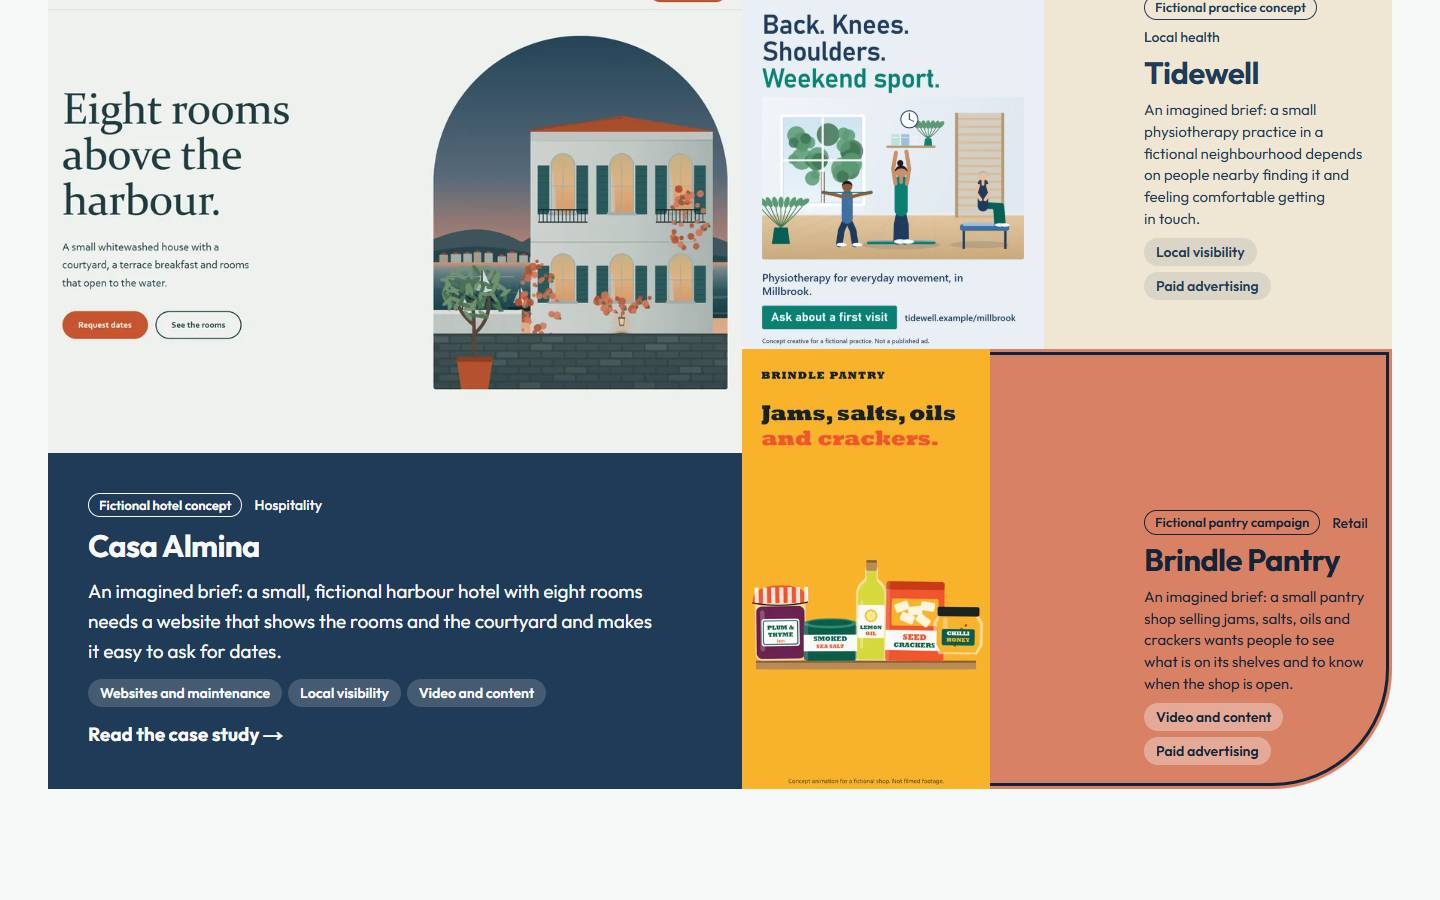 Eight rooms
above the
harbour.
A small whitewashed house with a
courtyard, a terrace breakfast and rooms
that open to the water.
Request dates
See the rooms
Fictional hotel concept
Hospitality
Casa Almina
An imagined brief: a small, fictional harbour hotel with eight rooms
needs a website that shows the rooms and the courtyard and makes
it easy to ask for dates.
Websites and maintenance
Local visibility
Video and content
Read the case study →
Back. Knees.
Shoulders.
Weekend sport.
Physiotherapy for everyday movement, in
Millbrook.
Ask about a first visit
tidewell.example/millbrook
Concept creative for a fictional practice. Not a published ad.
Fictional practice concept
Local health
Tidewell
An imagined brief: a small
physiotherapy practice in a
fictional neighbourhood depends
on people nearby finding it and
feeling comfortable getting
in touch.
Local visibility
Paid advertising
BRINDLE PANTRY
Jams, salts, oils
and crackers.
PLUM &
THYME
SMOKED
SEA SALT
LEMON
OIL
SEED
CRACKERS
CHILLI
HONEY
Concept animation for a fictional shop. Not filmed footage.
Fictional pantry campaign
Retail
Brindle Pantry
An imagined brief: a small pantry
shop selling jams, salts, oils and
crackers wants people to see
what is on its shelves and to know
when the shop is open.
Video and content
Paid advertising